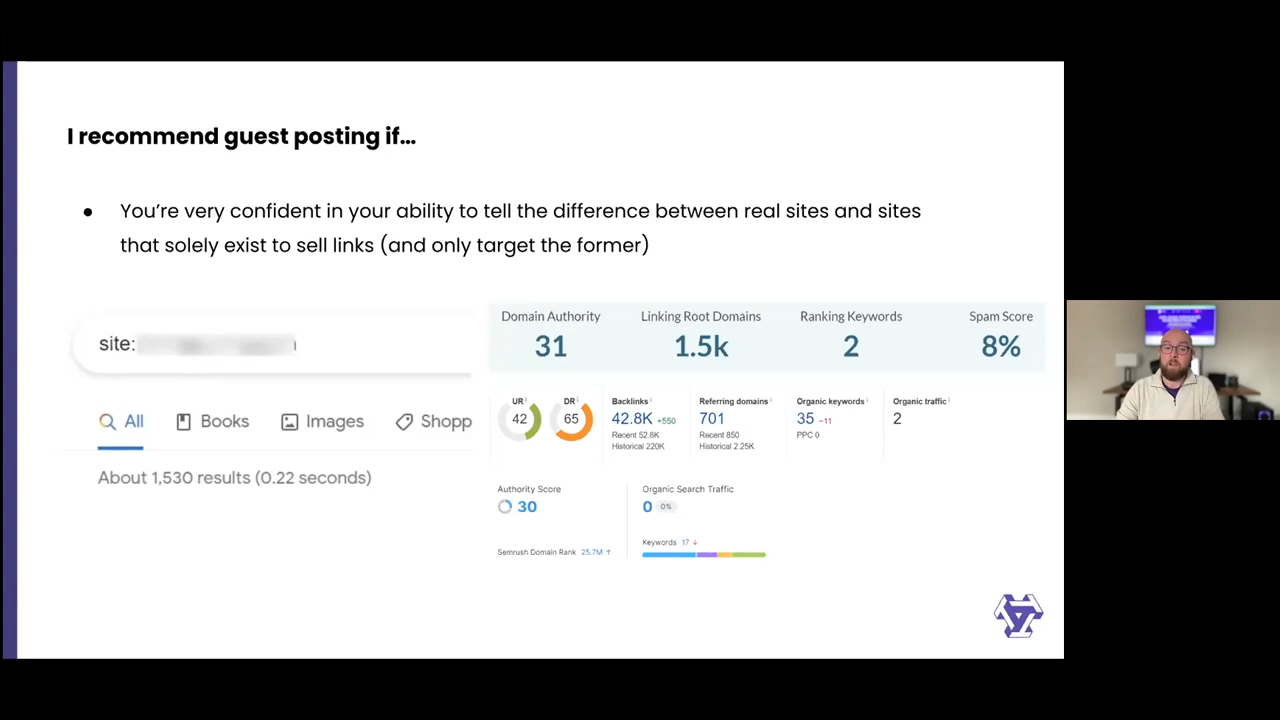 I recommend guest posting if...
● You're very confident in your ability to tell the difference between real sites and sites
that solely exist to sell links (and only target the former)
site:
All Books Images Shopp
About 1,530 results (0.22 seconds)
Domain Authority Linking Root Domains Ranking Keywords Spam Score
31 1.5k 2 8%
UR DR Backlinks Referring domains Organic keywords Organic traffic
42 65 42.8K +550 701 35 -11 2
Recent 52.8K Recent 850 PPC 0
Historical 220K Historical 2.25K
Authority Score Organic Search Traffic
30 0 0%
Keywords 17 ↓
Semrush Domain Rank 25.7M ↑